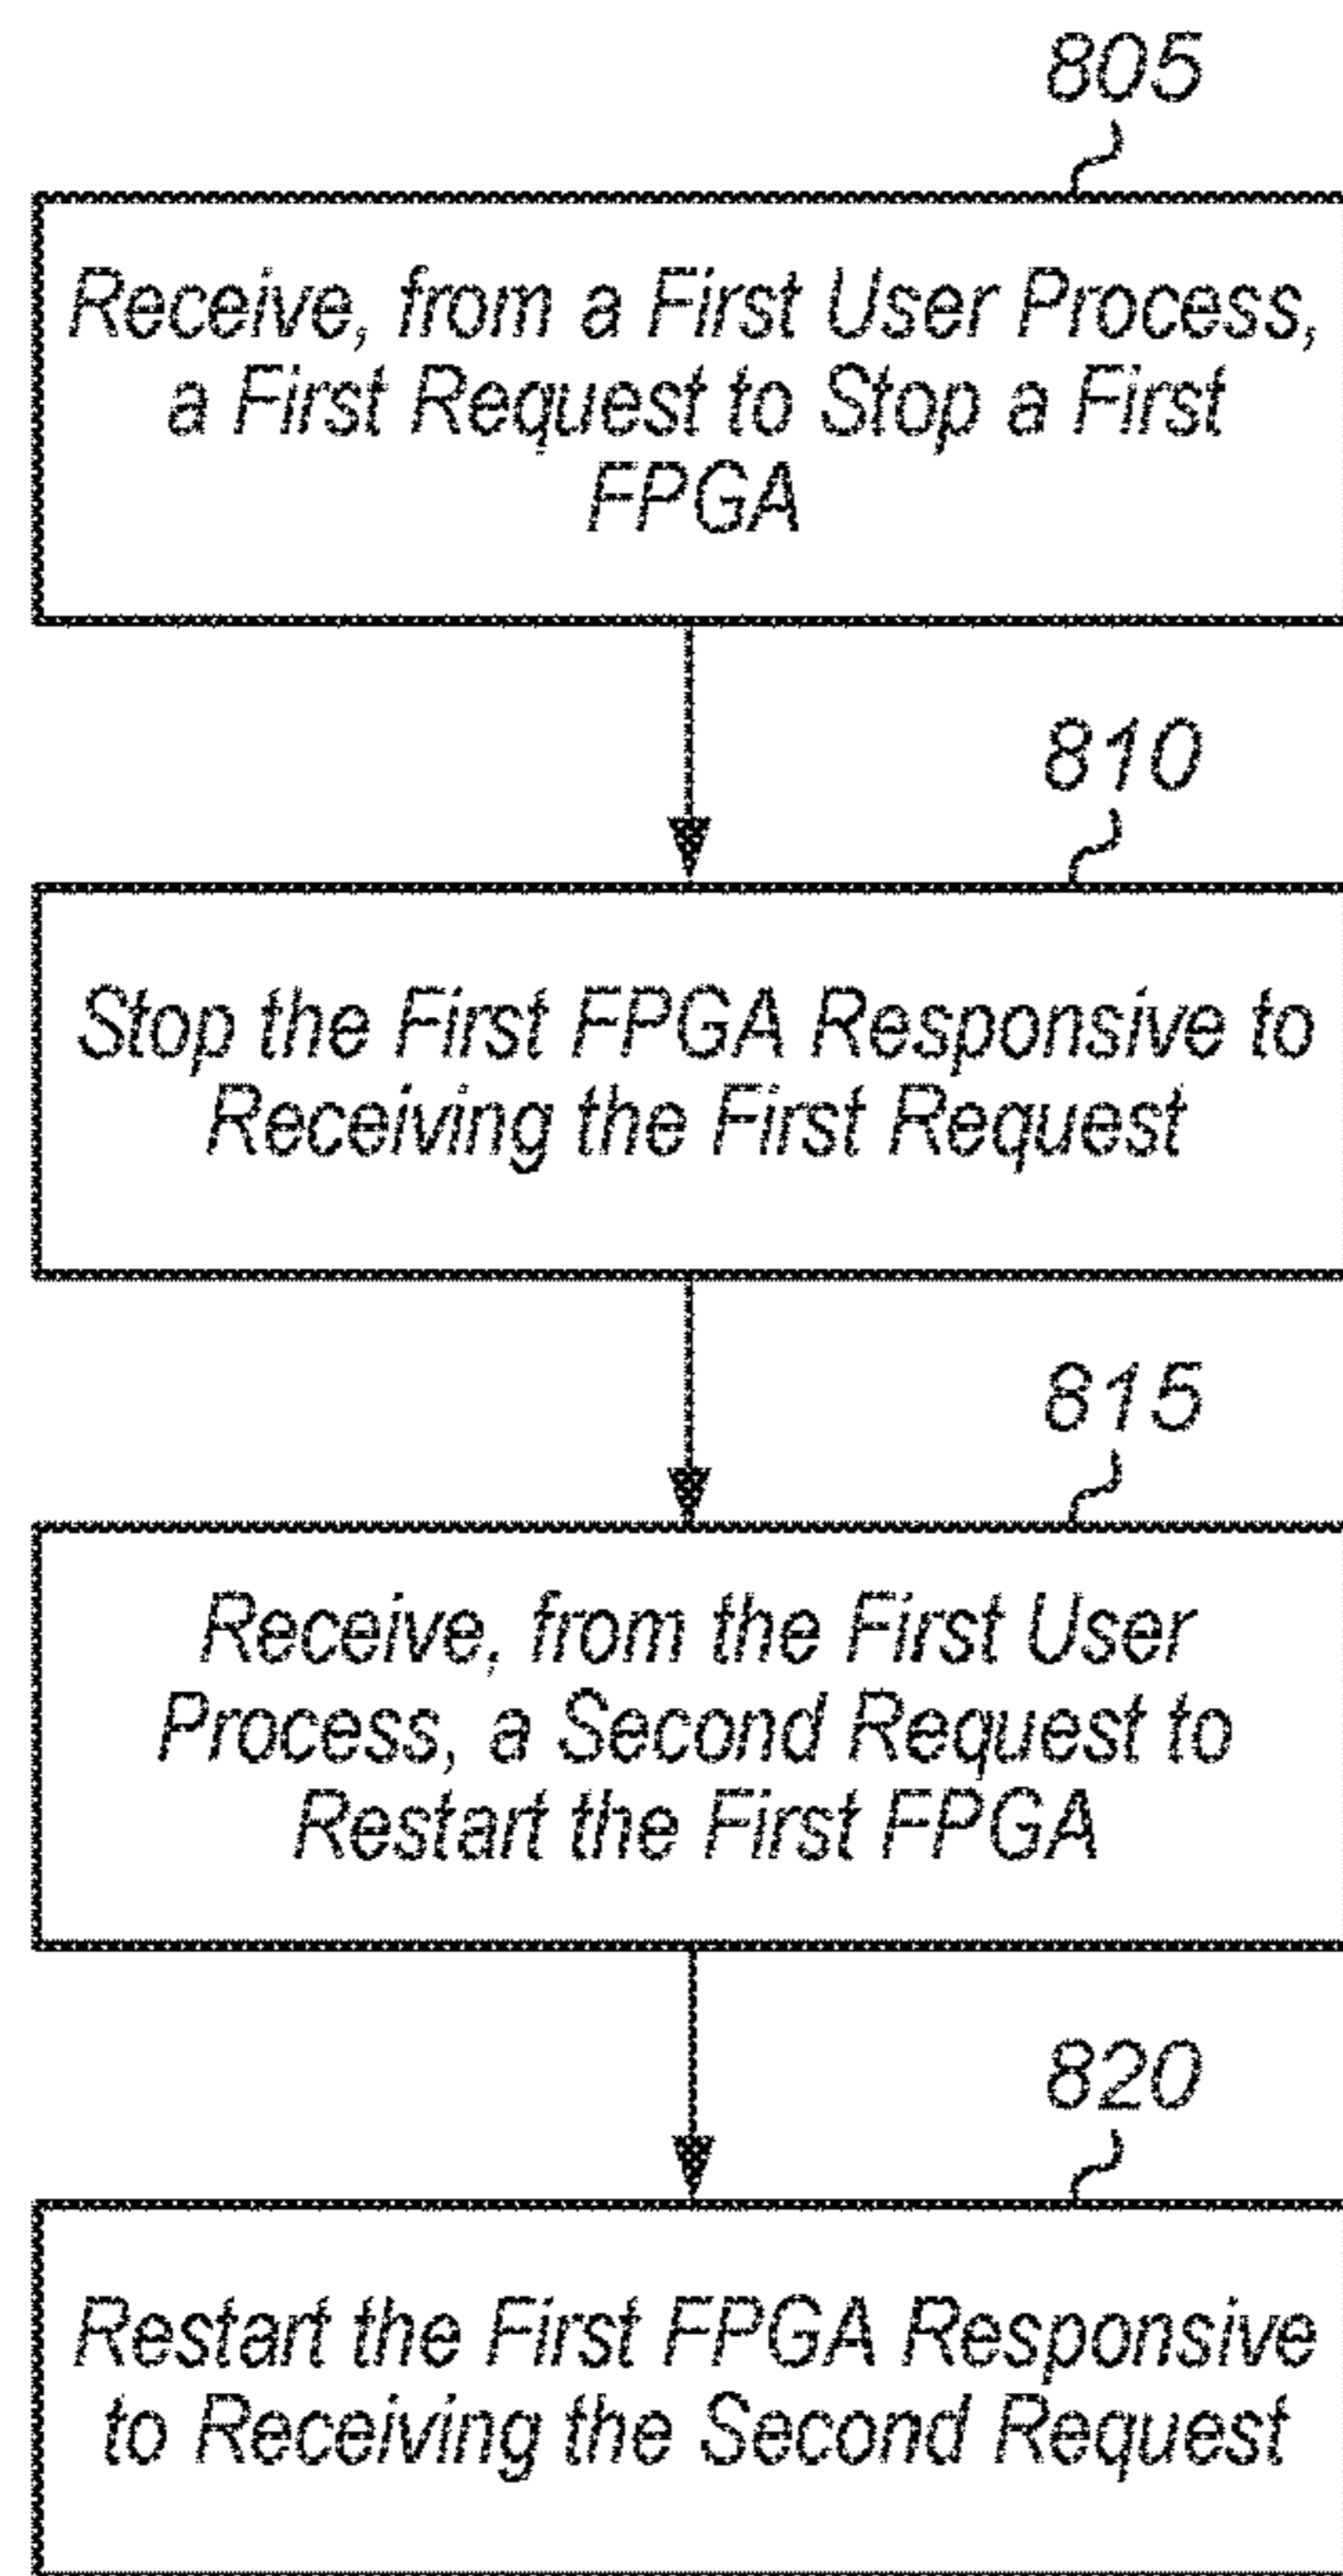 805
Receive, from a First User Process,
a First Request to Stop a First
FPGA
810
Stop the First FPGA Responsive to
Receiving the First Request
815
Receive, from the First User
Process, a Second Request to
Restart the First FPGA
820
Restart the First FPGA Responsive
to Receiving the Second Request